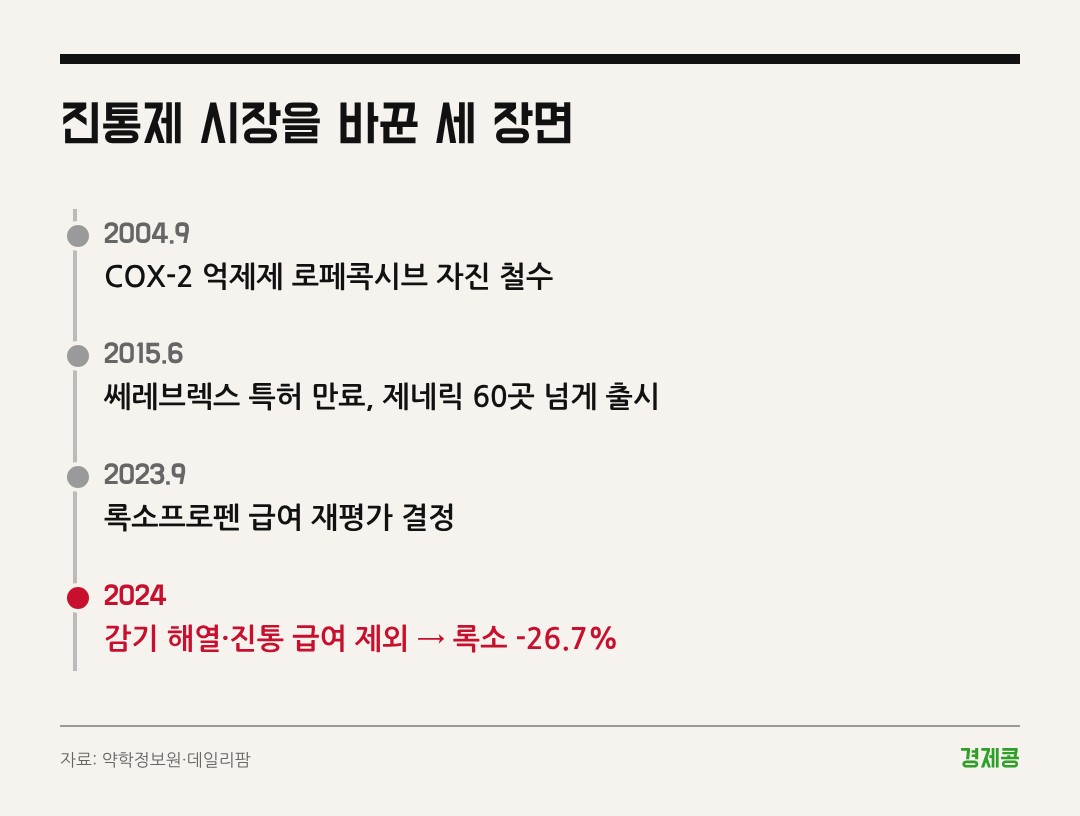 진통제 시장을 바꾼 세 장면
2004.9
COX-2 억제제 로페콕시브 자진 철수
2015.6
쎄레브렉스 특허 만료, 제네릭 60곳 넘게 출시
2023.9
록소프로펜 급여 재평가 결정
2024
감기 해열·진통 급여 제외 → 록소 -26.7%
자료: 약학정보원·데일리팜
경제콩